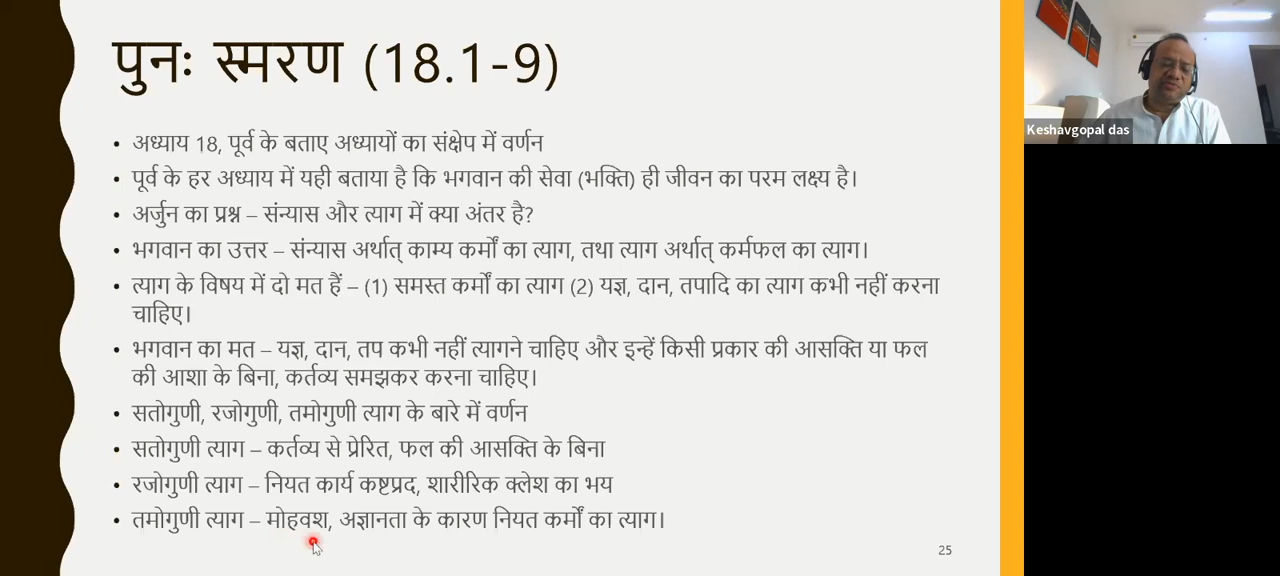 पुनः स्मरण (18.1-9)
• अध्याय 18, पूर्व के बताए अध्यायों का संक्षेप में वर्णन
• पूर्व के हर अध्याय में यही बताया है कि भगवान की सेवा (भक्ति) ही जीवन का परम लक्ष्य है।
• अर्जुन का प्रश्न – संन्यास और त्याग में क्या अंतर है?
• भगवान का उत्तर – संन्यास अर्थात् काम्य कर्मों का त्याग, तथा त्याग अर्थात् कर्मफल का त्याग।
• त्याग के विषय में दो मत हैं – (1) समस्त कर्मों का त्याग (2) यज्ञ, दान, तपादि का त्याग कभी नहीं करना
चाहिए।
• भगवान का मत – यज्ञ, दान, तप कभी नहीं त्यागने चाहिए और इन्हें किसी प्रकार की आसक्ति या फल
की आशा के बिना, कर्तव्य समझकर करना चाहिए।
• सतोगुणी, रजोगुणी, तमोगुणी त्याग के बारे में वर्णन
• सतोगुणी त्याग – कर्तव्य से प्रेरित, फल की आसक्ति के बिना
• रजोगुणी त्याग – नियत कार्य कष्टप्रद, शारीरिक क्लेश का भय
• तमोगुणी त्याग – मोहवश, अज्ञानता के कारण नियत कर्मों का त्याग।
25
Keshavgopal das